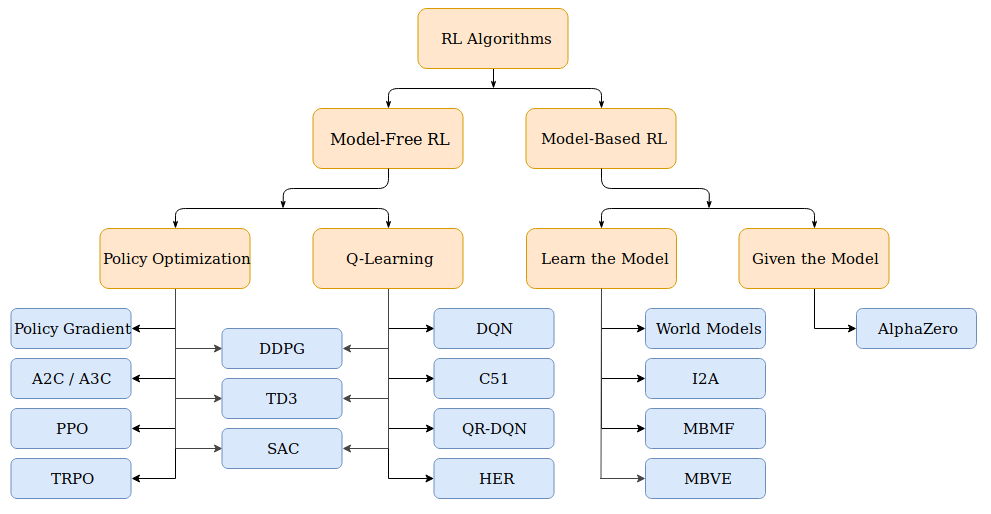 RL Algorithms
Model-Free RL
Model-Based RL
Policy Optimization
Q-Learning
Learn the Model
Given the Model
Policy Gradient
A2C / A3C
PPO
TRPO
DDPG
TD3
SAC
DQN
C51
QR-DQN
HER
World Models
I2A
MBMF
MBVE
AlphaZero